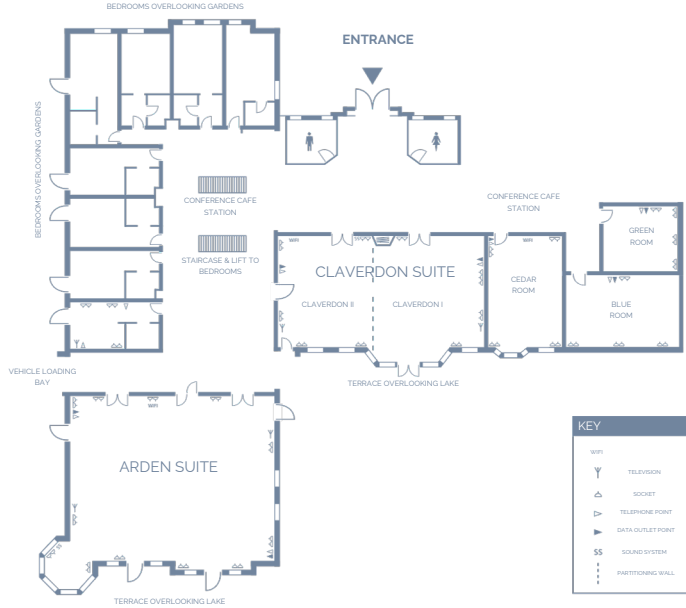 BEDROOMS OVERLOOKING GARDENS
ENTRANCE
BEDROOMS OVERLOOKING GARDENS
CONFERENCE CAFE
STATION
CONFERENCE CAFE
STATION
STAIRCASE & LIFT TO
BEDROOMS
GREEN
ROOM
WIFI
WIFI
CLAVERDON SUITE
CEDAR
ROOM
CLAVERDON II
CLAVERDON I
BLUE
ROOM
VEHICLE LOADING
BAY
TERRACE OVERLOOKING LAKE
WIFI
ARDEN SUITE
SS
TERRACE OVERLOOKING LAKE
KEY
WIFI
TELEVISION
SOCKET
TELEPHONE POINT
DATA OUTLET POINT
SS SOUND SYSTEM
PARTITIONING WALL